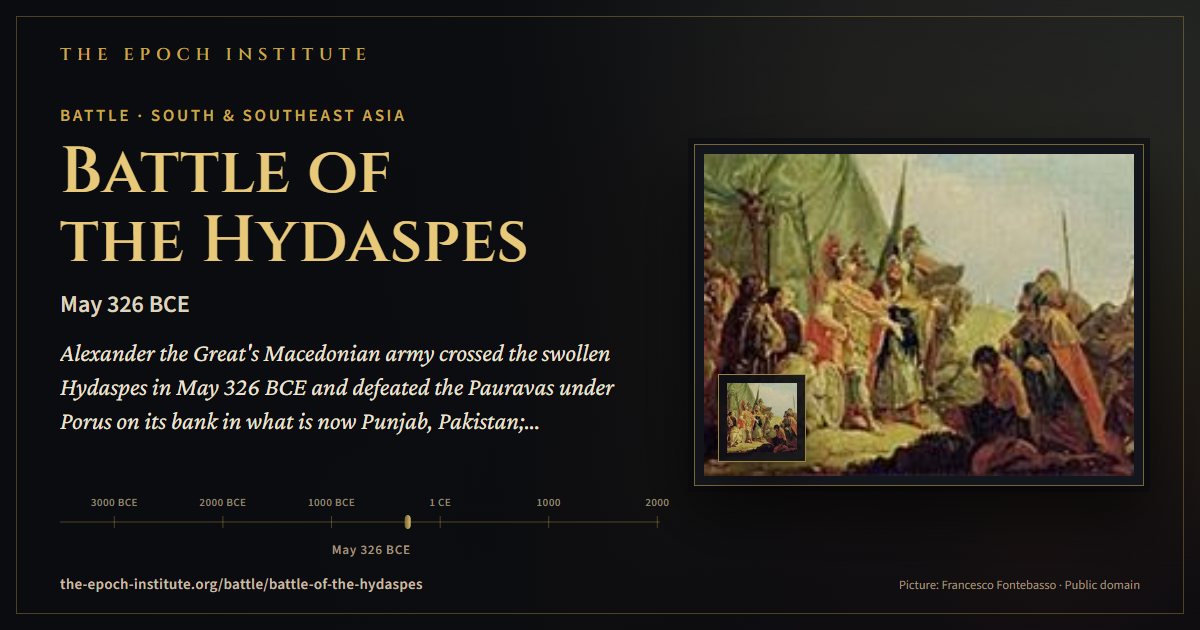 THE EPOCH INSTITUTE
BATTLE · SOUTH & SOUTHEAST ASIA
BATTLE OF
THE HYDASPES
May 326 BCE
Alexander the Great's Macedonian army crossed the swollen
Hydaspes in May 326 BCE and defeated the Pauravas under
Porus on its bank in what is now Punjab, Pakistan;...
3000 BCE 2000 BCE 1000 BCE 1 CE 1000 2000
May 326 BCE
the-epoch-institute.org/battle/battle-of-the-hydaspes
Picture: Francesco Fontebasso · Public domain